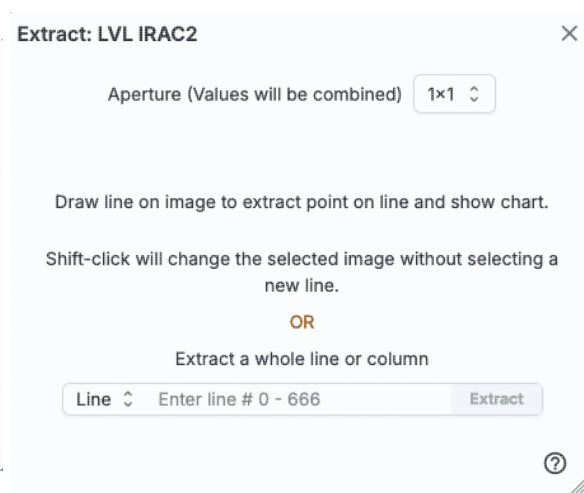 Extract: LVL IRAC2
Aperture (Values will be combined) 1×1
Draw line on image to extract point on line and show chart.
Shift-click will change the selected image without selecting a
new line.
OR
Extract a whole line or column
Line Enter line # 0 - 666 Extract